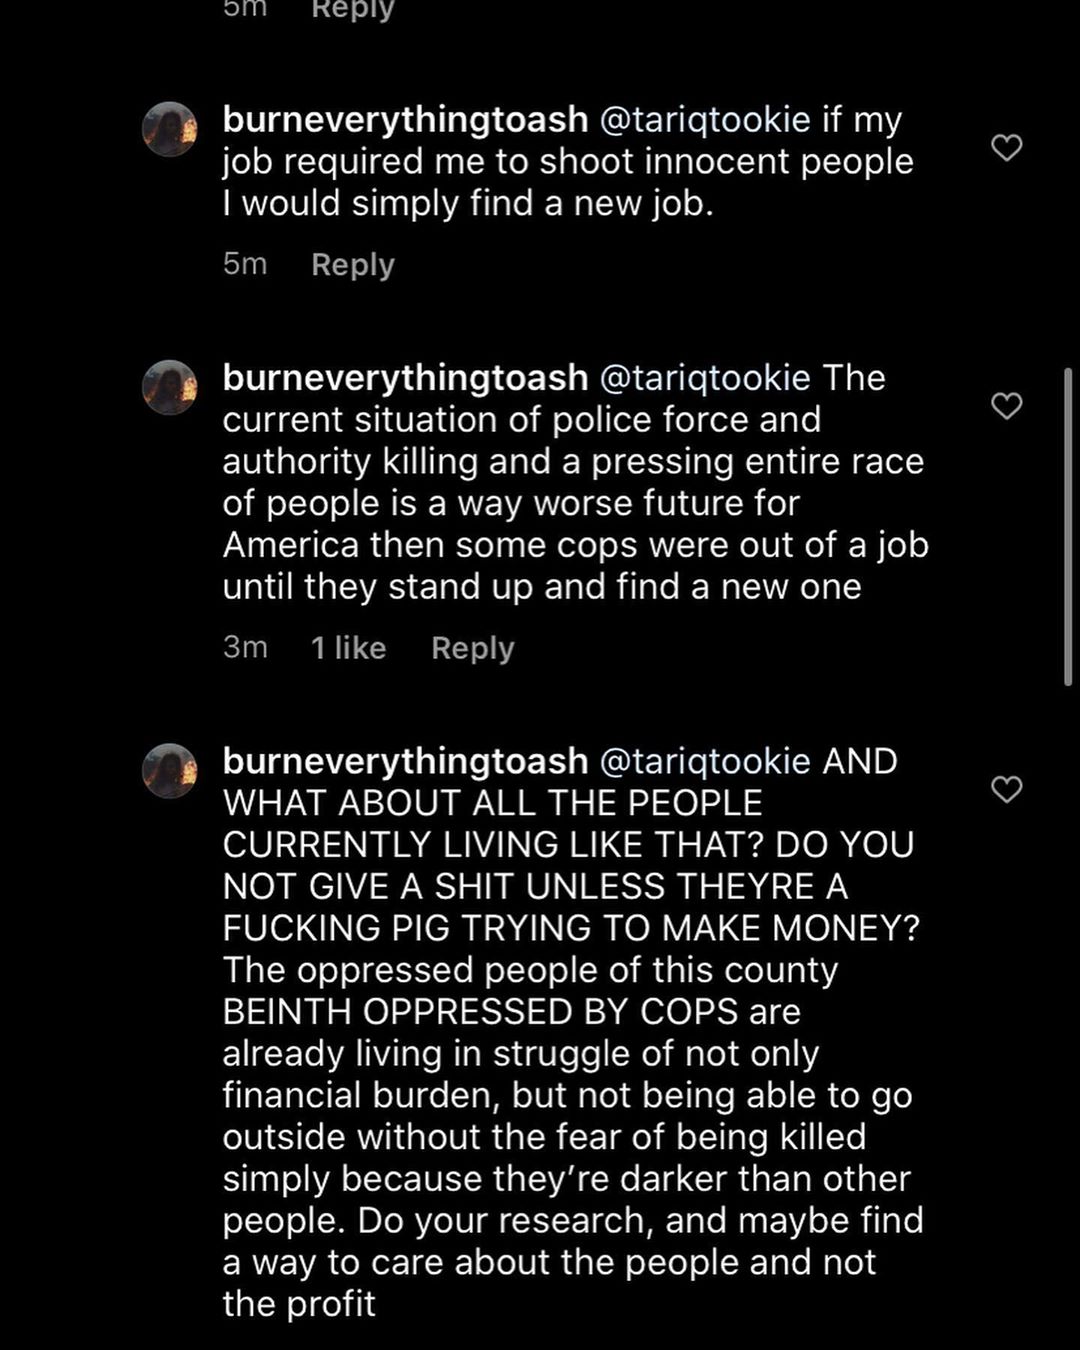 5m Reply
burneverythingtoash @tariqtookie if my
job required me to shoot innocent people
I would simply find a new job.
5m Reply
burneverythingtoash @tariqtookie The
current situation of police force and
authority killing and a pressing entire race
of people is a way worse future for
America then some cops were out of a job
until they stand up and find a new one
3m 1 like Reply
burneverythingtoash @tariqtookie AND
WHAT ABOUT ALL THE PEOPLE
CURRENTLY LIVING LIKE THAT? DO YOU
NOT GIVE A SHIT UNLESS THEYRE A
FUCKING PIG TRYING TO MAKE MONEY?
The oppressed people of this county
BEINTH OPPRESSED BY COPS are
already living in struggle of not only
financial burden, but not being able to go
outside without the fear of being killed
simply because they’re darker than other
people. Do your research, and maybe find
a way to care about the people and not
the profit